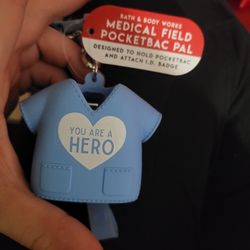 BATH & BODY WORKS
MEDICAL FIELD
POCKETBAC PAL
DESIGNED TO HOLD POCKETBAC
AND ATTACH I.D. BADGE
YOU ARE A
HERO